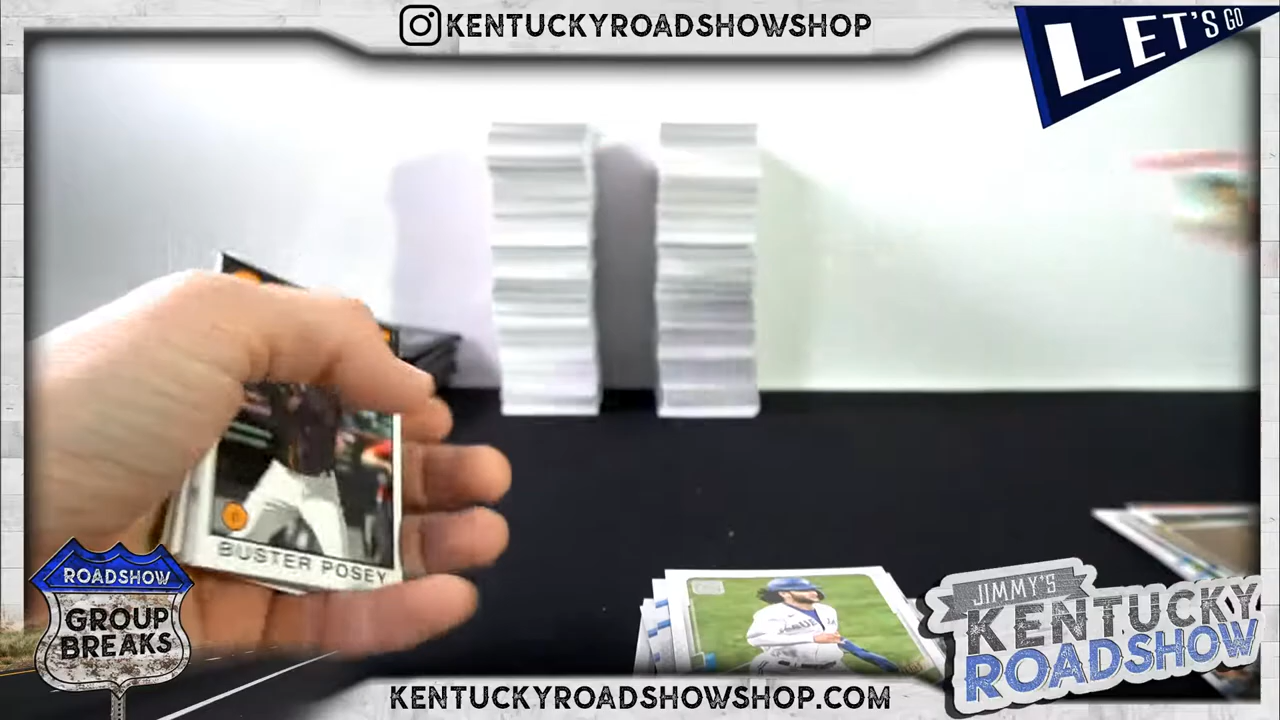 KENTUCKYROADSHOWSHOP
LET'S GO
BUSTER POSEY
ROADSHOW
GROUP
BREAKS
JIMMY'S
KENTUCKY
ROADSHOW
KENTUCKYROADSHOWSHOP.COM